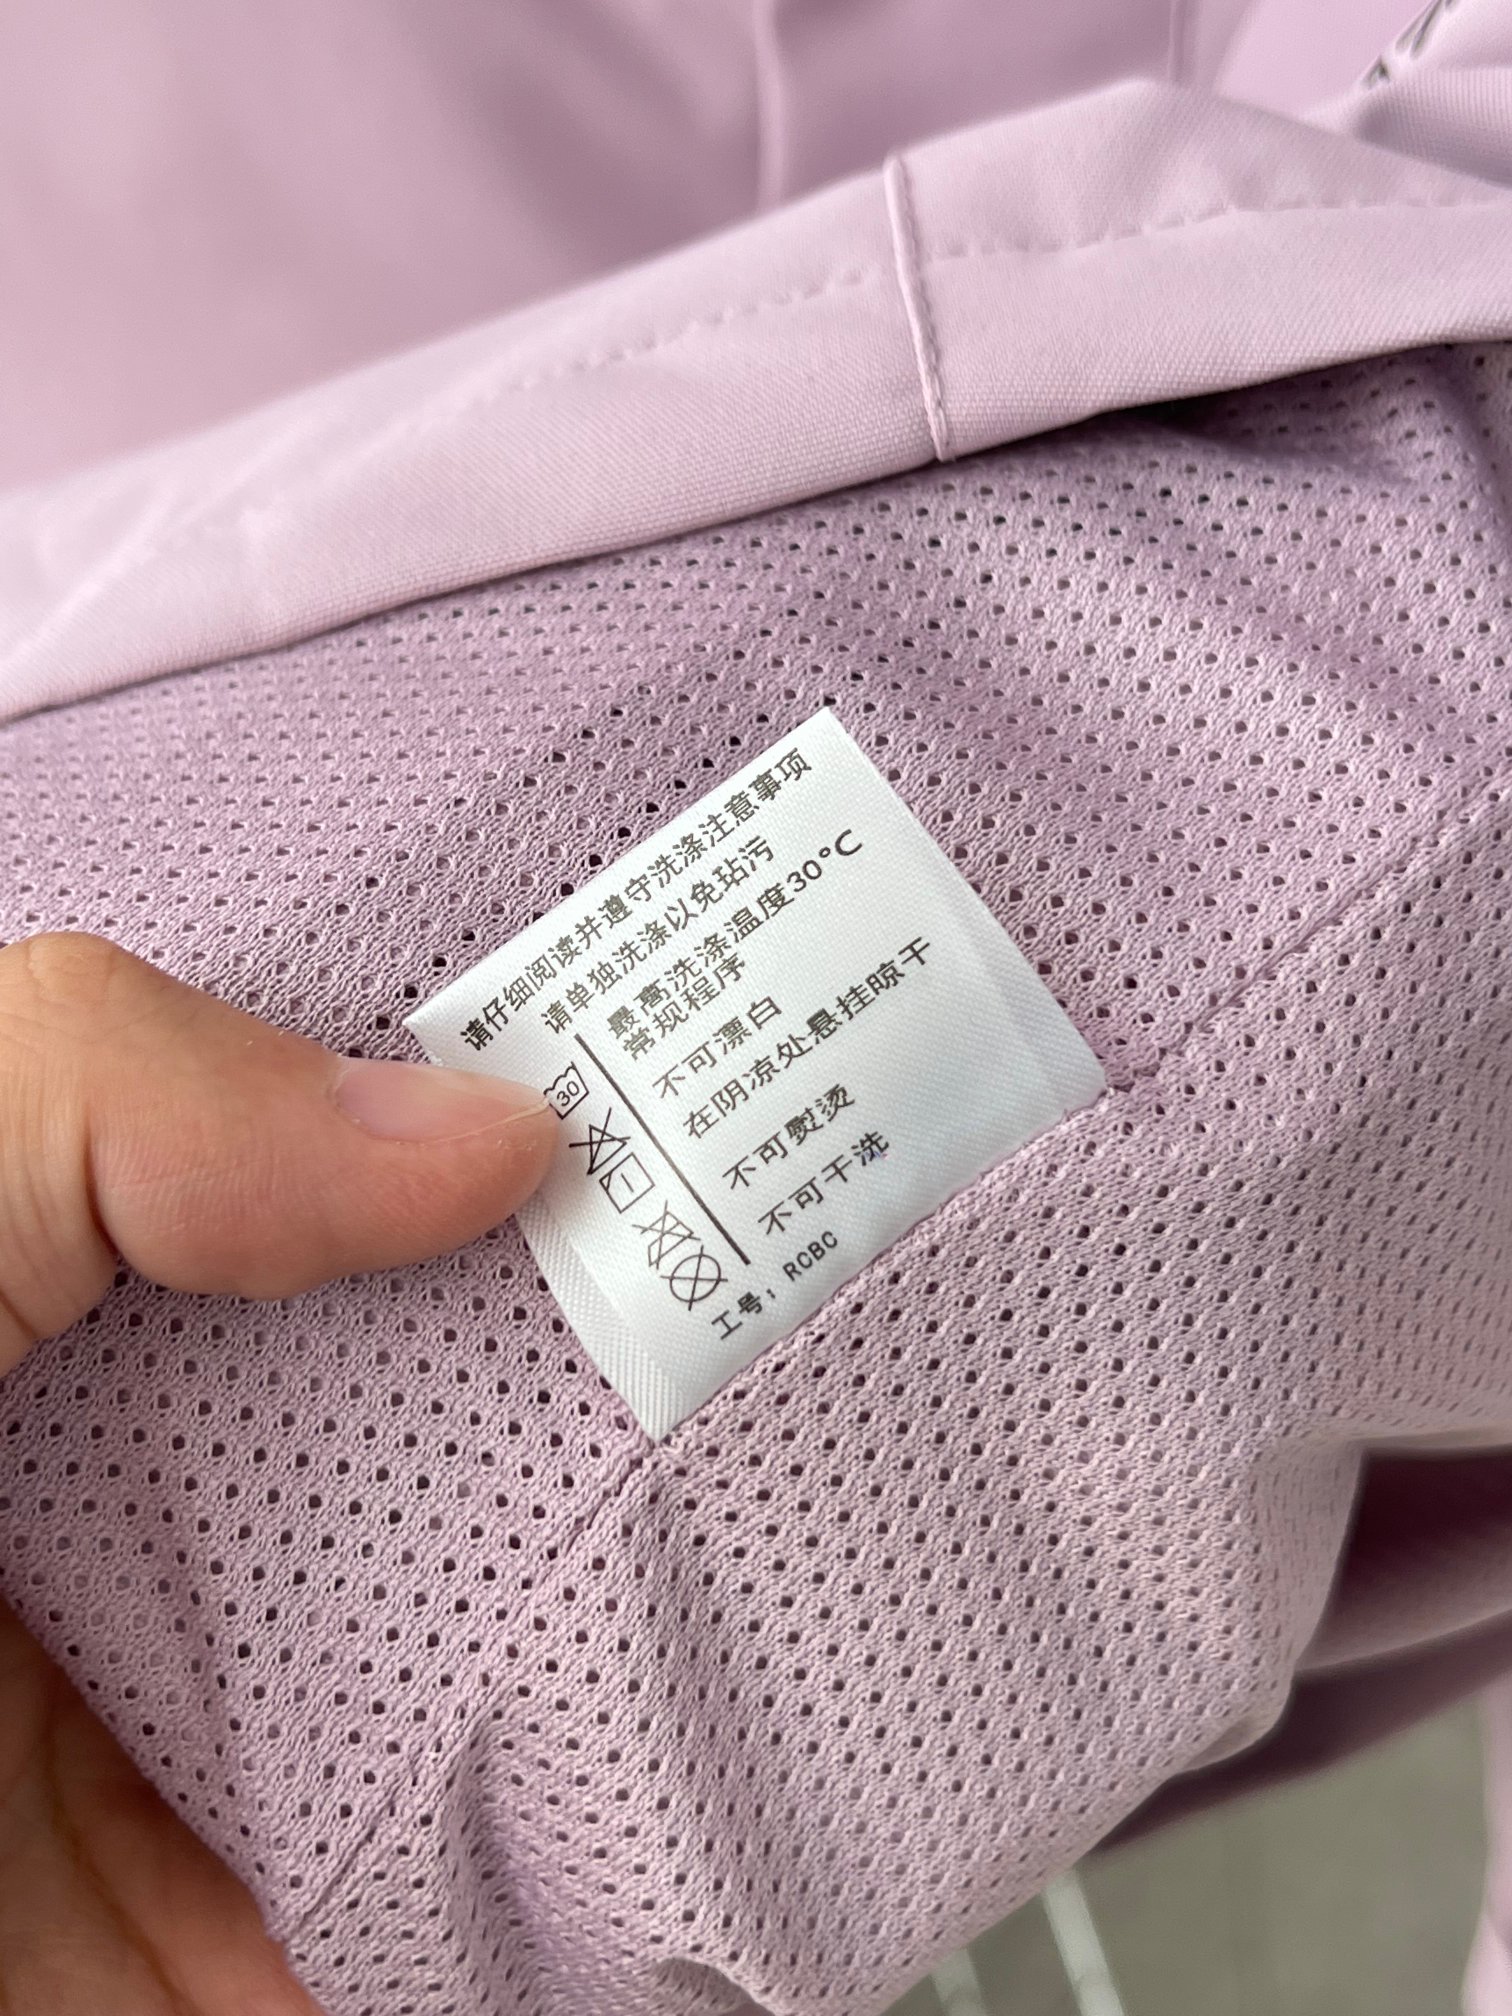 请仔细阅读并遵守洗涤注意事项
请单独洗涤以免玷污
最高洗涤温度30°C
常规程序
不可漂白
在阴凉处悬挂晾干
不可熨烫
不可干洗
30
工号: RCBC